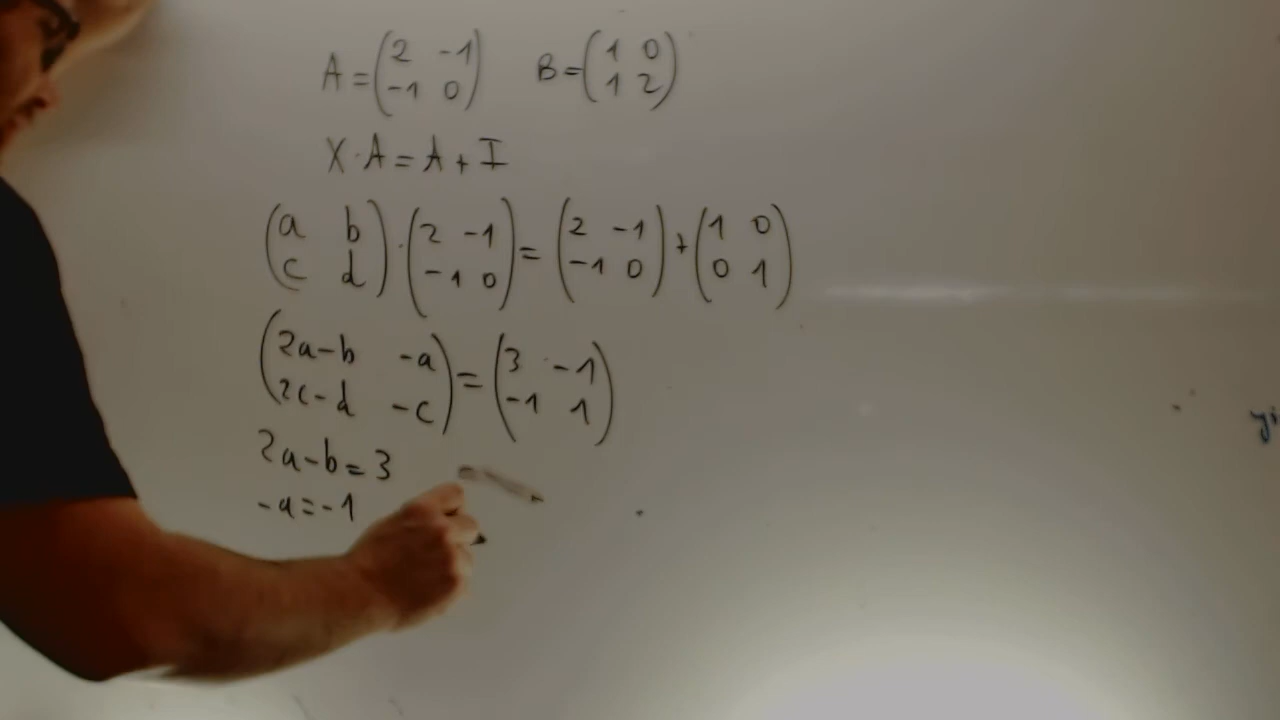 A = (2 -1 -1 0) B = (1 0 1 2)
X · A = A + I
(a b c d) · (2 -1 -1 0) = (2 -1 -1 0) + (1 0 0 1)
(2a-b -a 2c-d -c) = (3 -1 -1 1)
2a-b=3
-a=-1